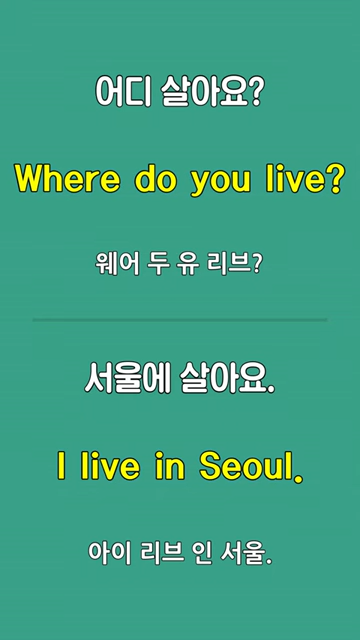 어디 살아요?
Where do you live?
웨어 두 유 리브?
서울에 살아요.
I live in Seoul.
아이 리브 인 서울.